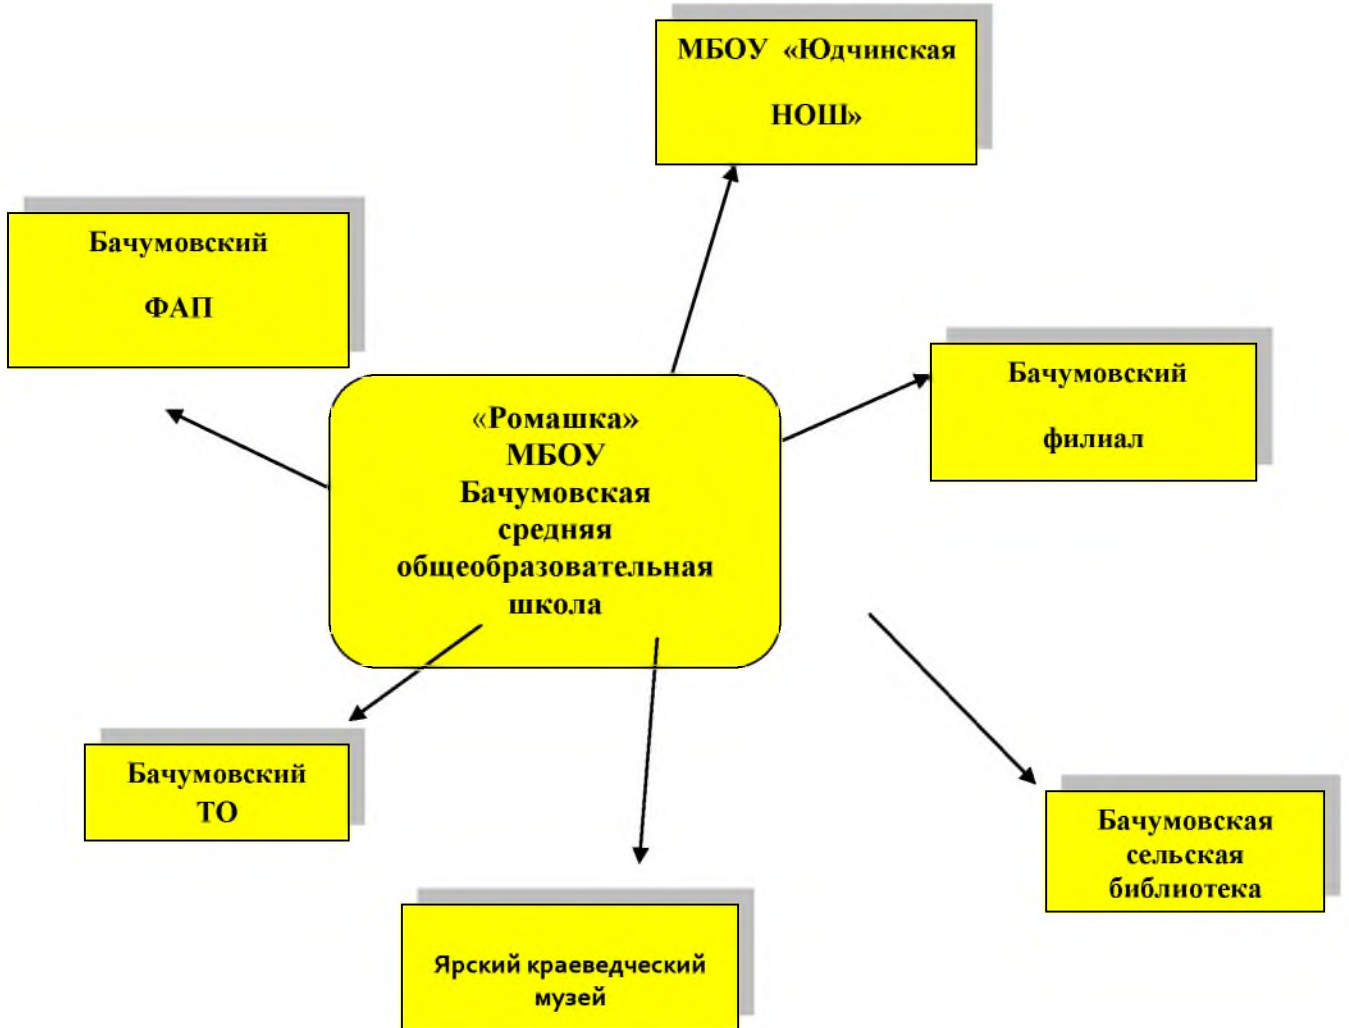 МБОУ «Юдчинская
НОШ»
Бачумовский
ФАП
Бачумовский
филиал
«Ромашка»
МБОУ
Бачумовская
средняя
общеобразовательная
школа
Бачумовский
ТО
Бачумовская
сельская
библиотека
Ярский краеведческий
музей